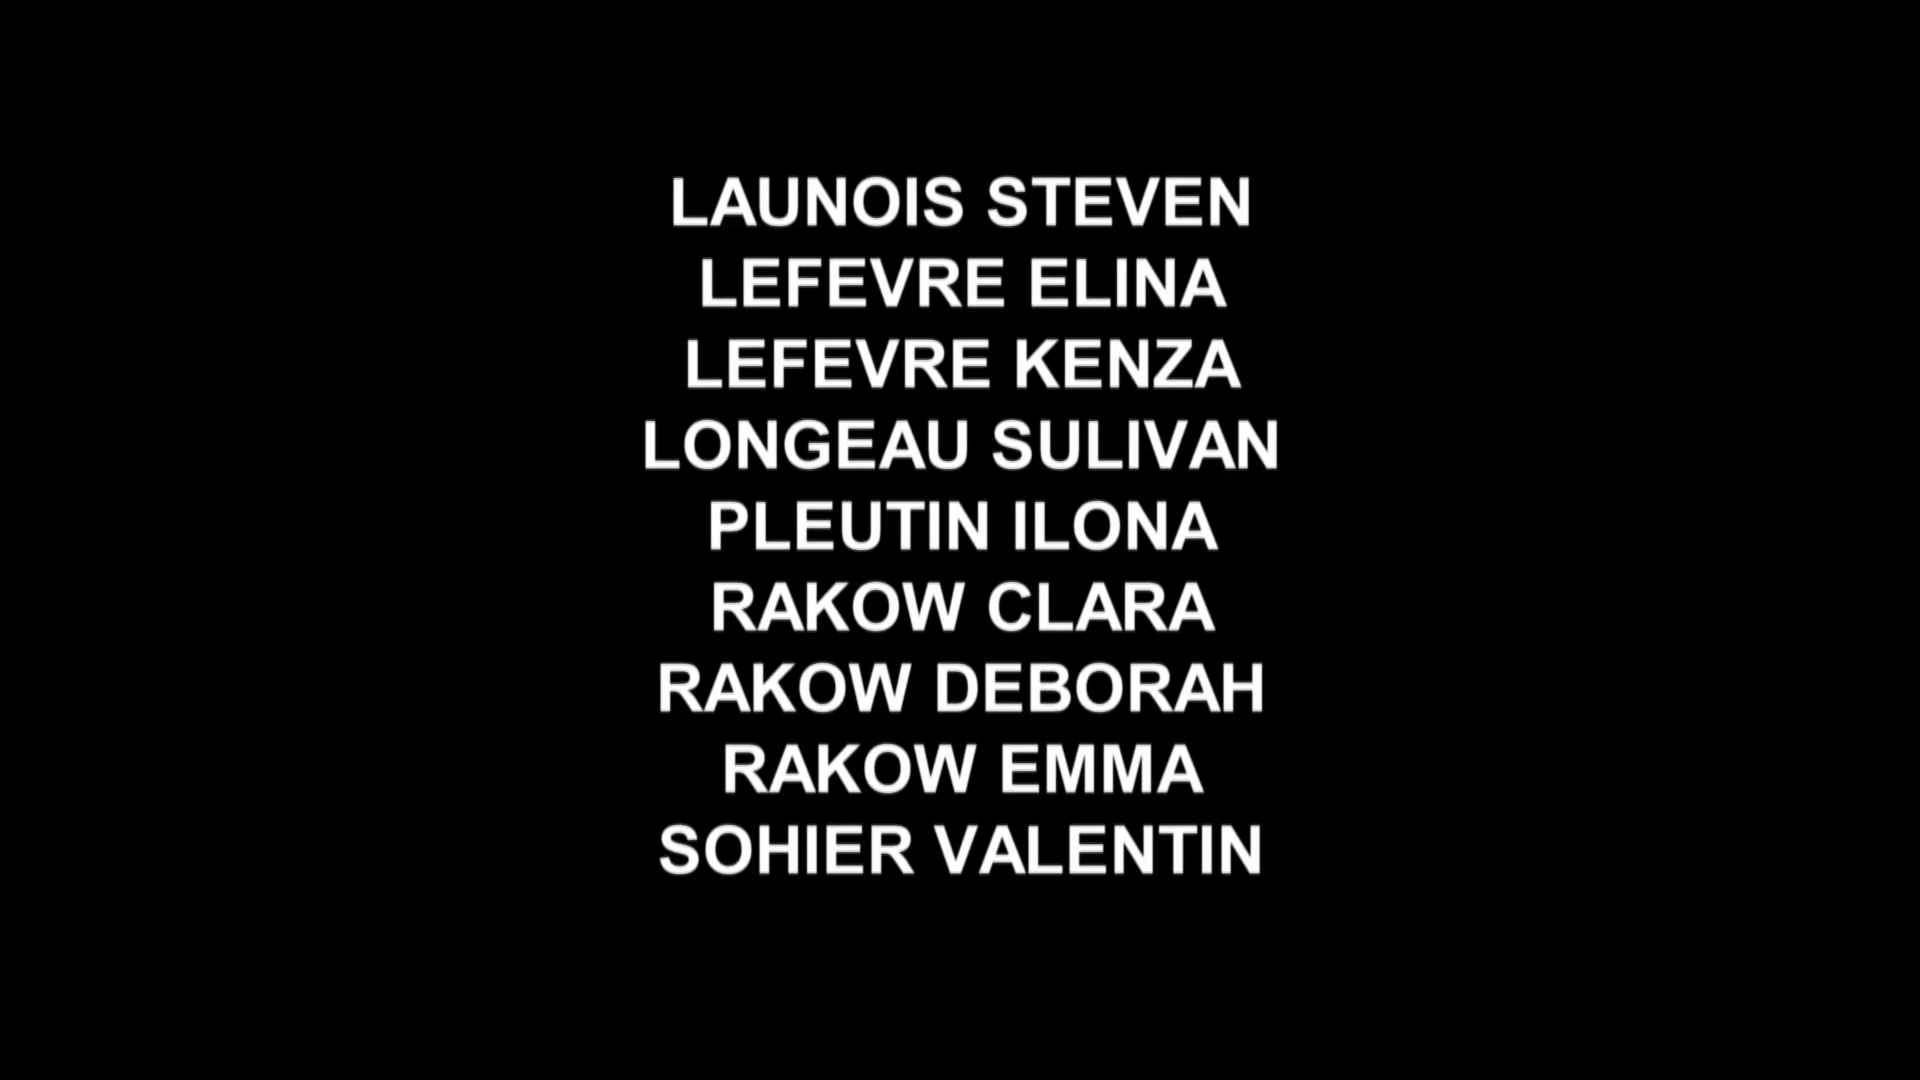 LAUNOIS STEVEN
LEFEVRE ELINA
LEFEVRE KENZA
LONGEAU SULIVAN
PLEUTIN ILONA
RAKOW CLARA
RAKOW DEBORAH
RAKOW EMMA
SOHIER VALENTIN